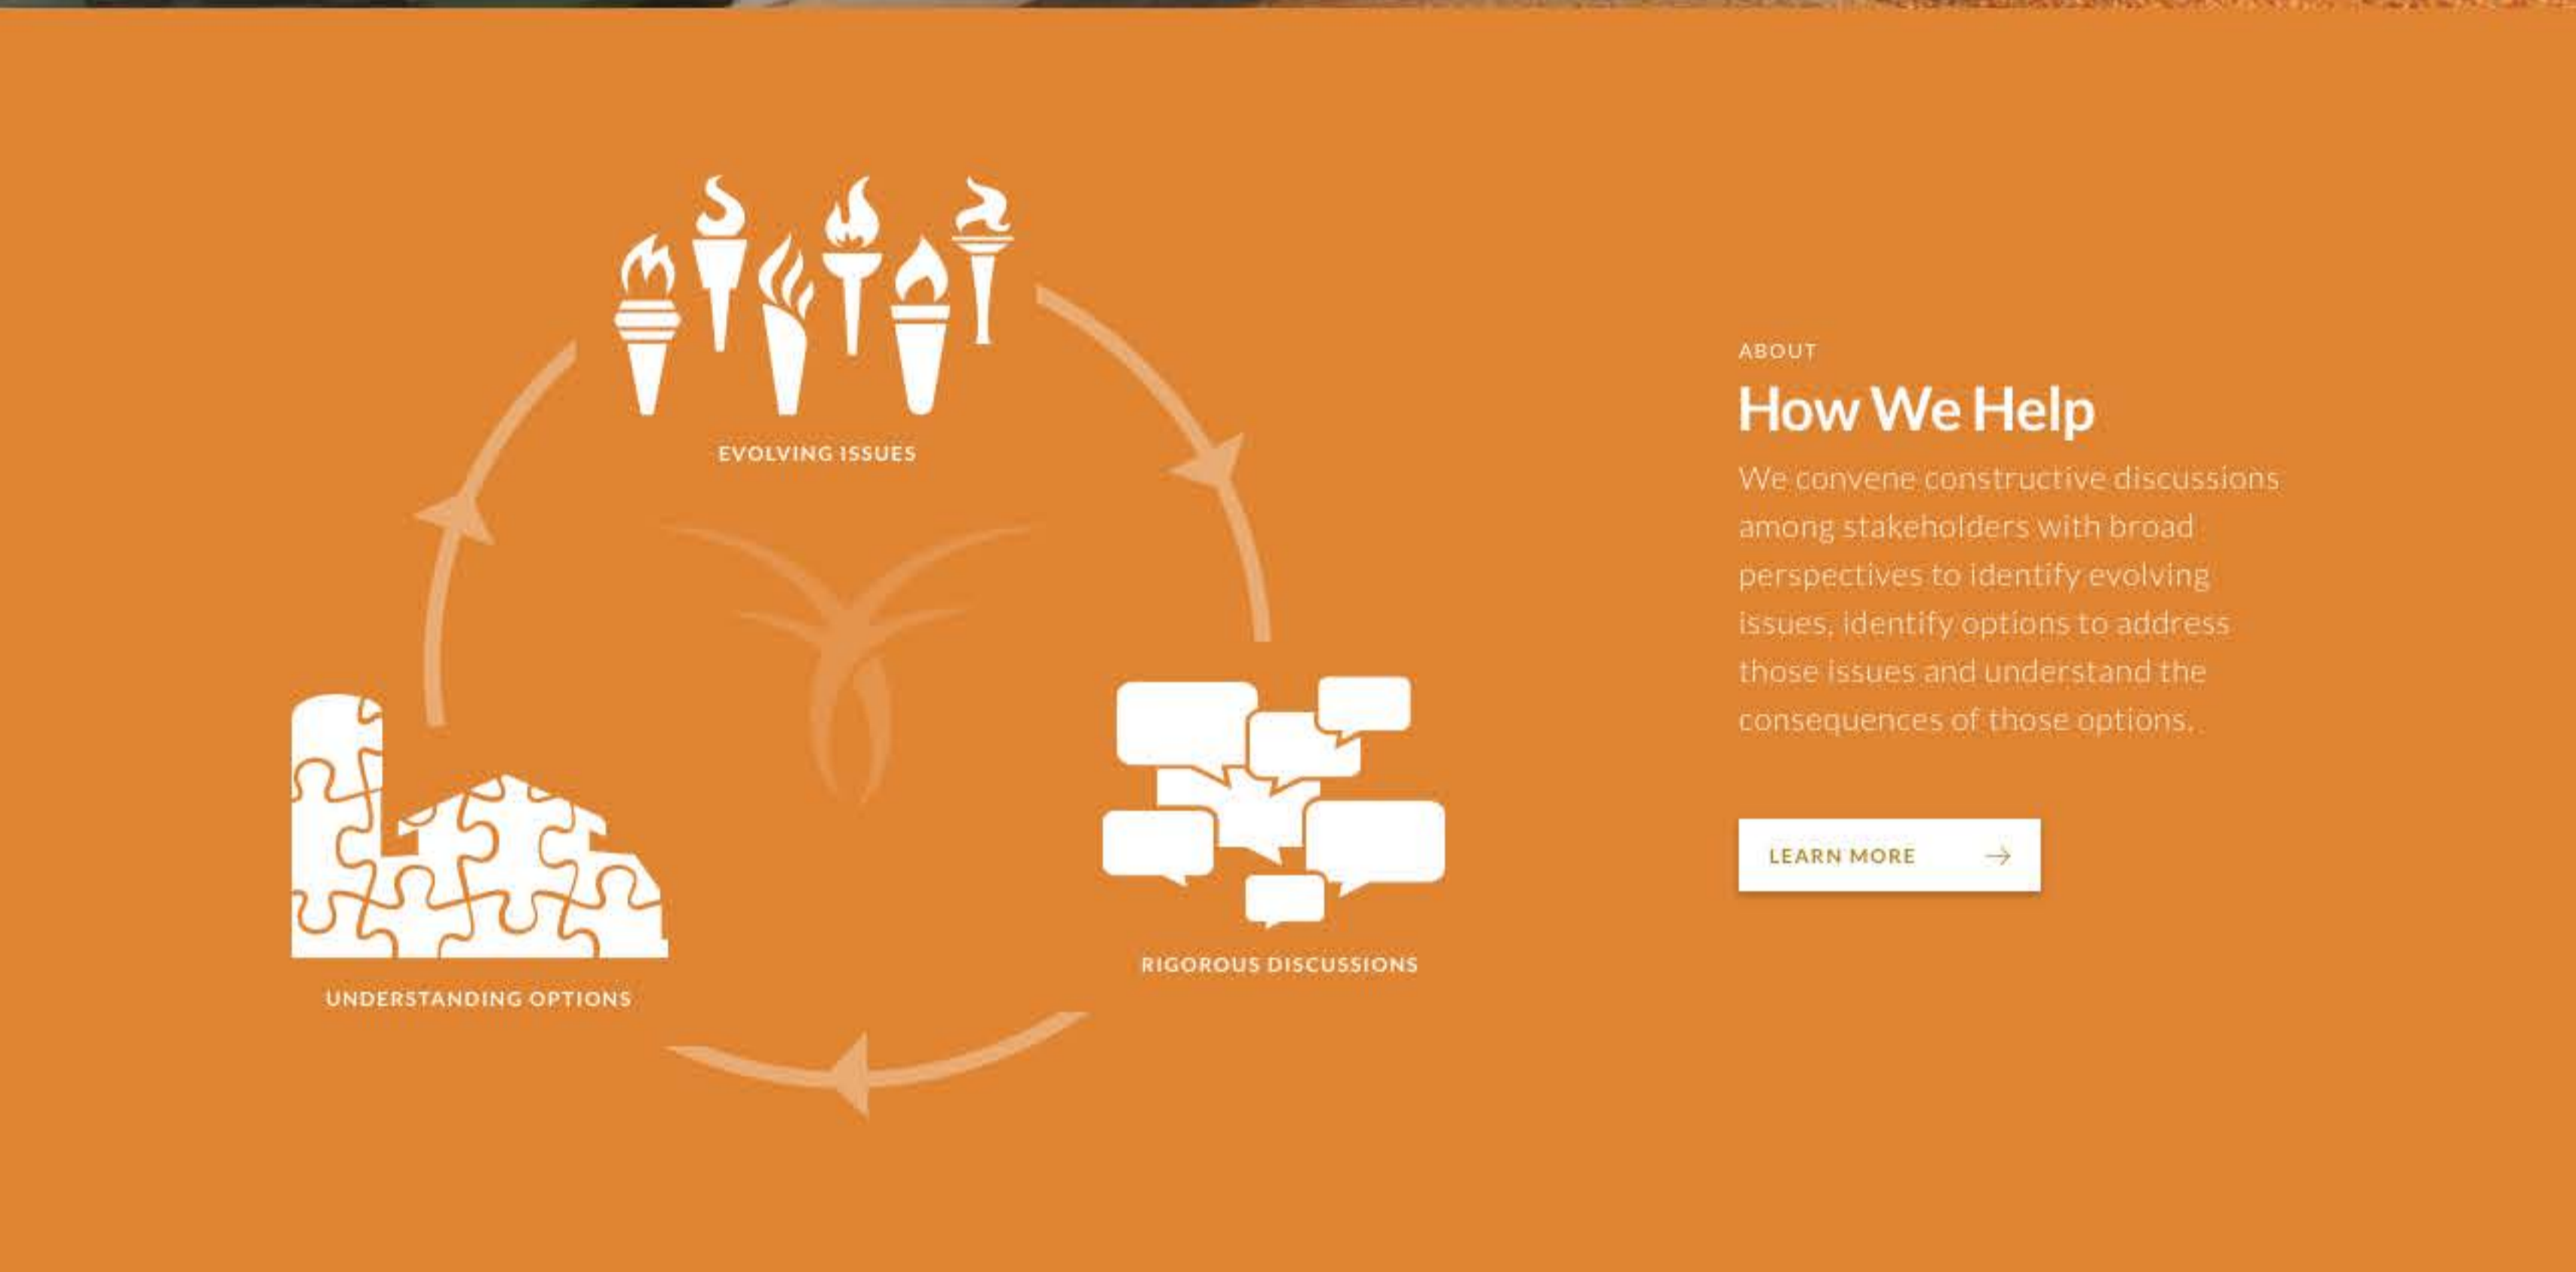 EVOLVING ISSUES
RIGOROUS DISCUSSIONS
UNDERSTANDING OPTIONS
ABOUT
How We Help
We convene constructive discussions
among stakeholders with broad
perspectives to identify evolving
issues, identify options to address
those issues and understand the
consequences of those options.
LEARN MORE